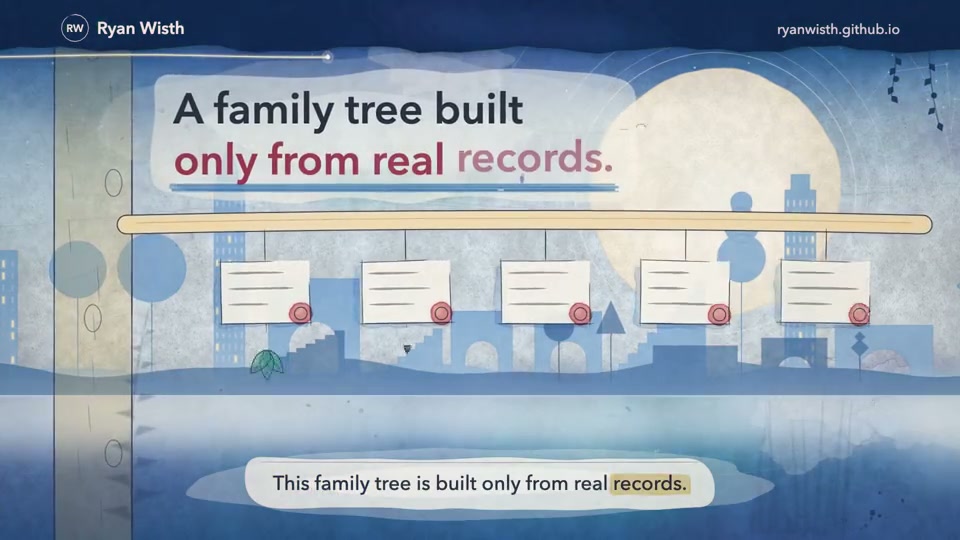 RW Ryan Wisth
ryanwisth.github.io
A family tree built
only from real records.
This family tree is built only from real records.